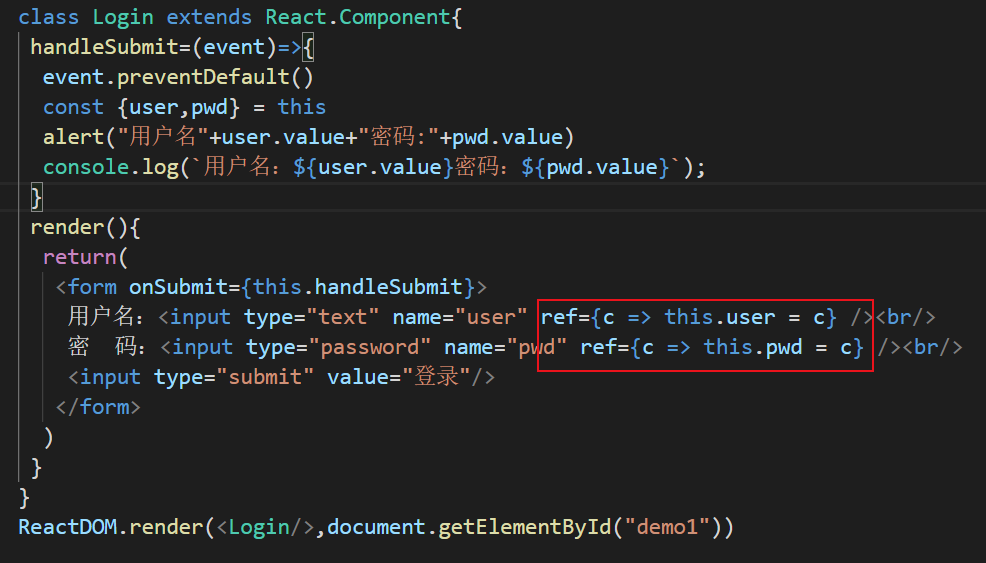 class Login extends React.Component{
handleSubmit=(event)=>{
event.preventDefault()
const {user,pwd} = this
alert("用户名"+user.value+"密码:"+pwd.value)
console.log(`用户名：${user.value}密码：${pwd.value}`);
}
render(){
return(
<form onSubmit={this.handleSubmit}>
用户名：<input type="text" name="user" ref={c => this.user = c} /><br/>
密  码：<input type="password" name="pwd" ref={c => this.pwd = c} /><br/>
<input type="submit" value="登录"/>
</form>
)
}
}
ReactDOM.render(<Login/>,document.getElementById("demo1"))